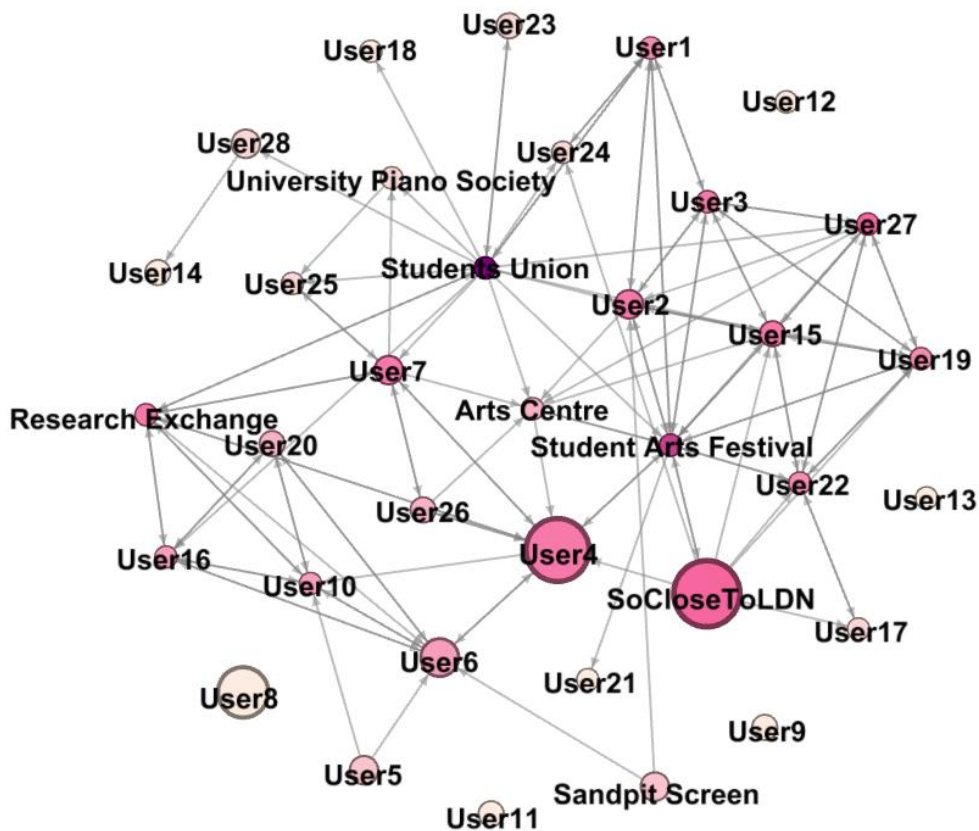 User23
User18
User1
User12
User28
User24
University Piano Society
User3
User27
User14
User25
Students Union
User2
User15
User19
User7
Research Exchange
Arts Centre
User20
Student Arts Festival
User22
User13
User26
User16
User4
User10
SoCloseToLDN
User17
User6
User21
User8
User9
User5
Sandpit Screen
User11